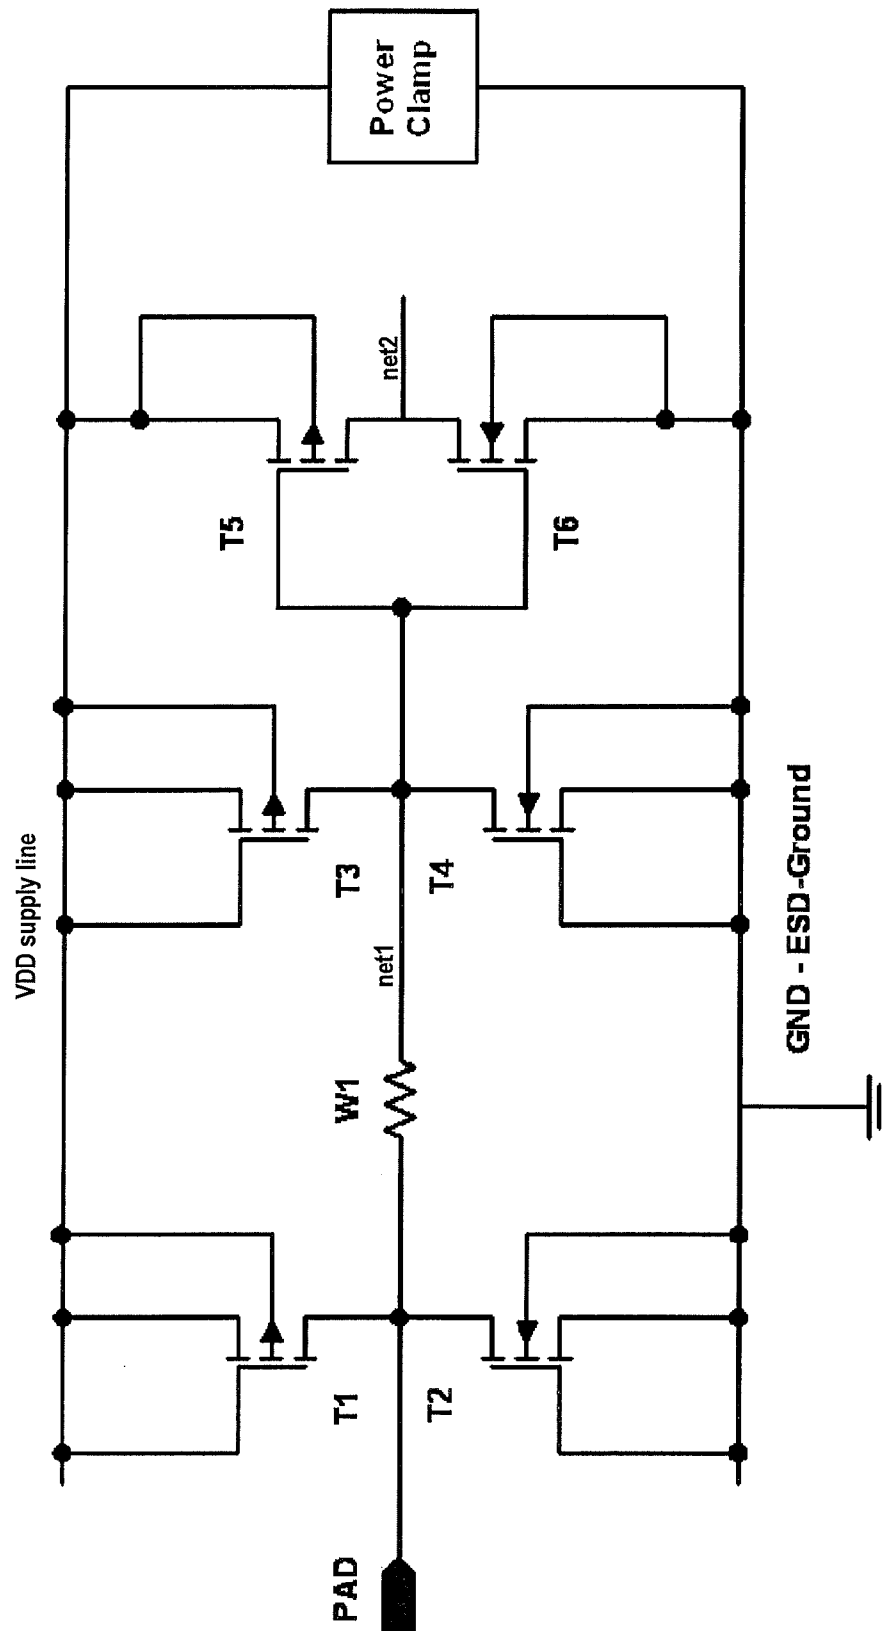 VDD supply line
PAD
T1
T2
W1
net1
T3
T4
T5
T6
net2
Power
Clamp
GND - ESD-Ground